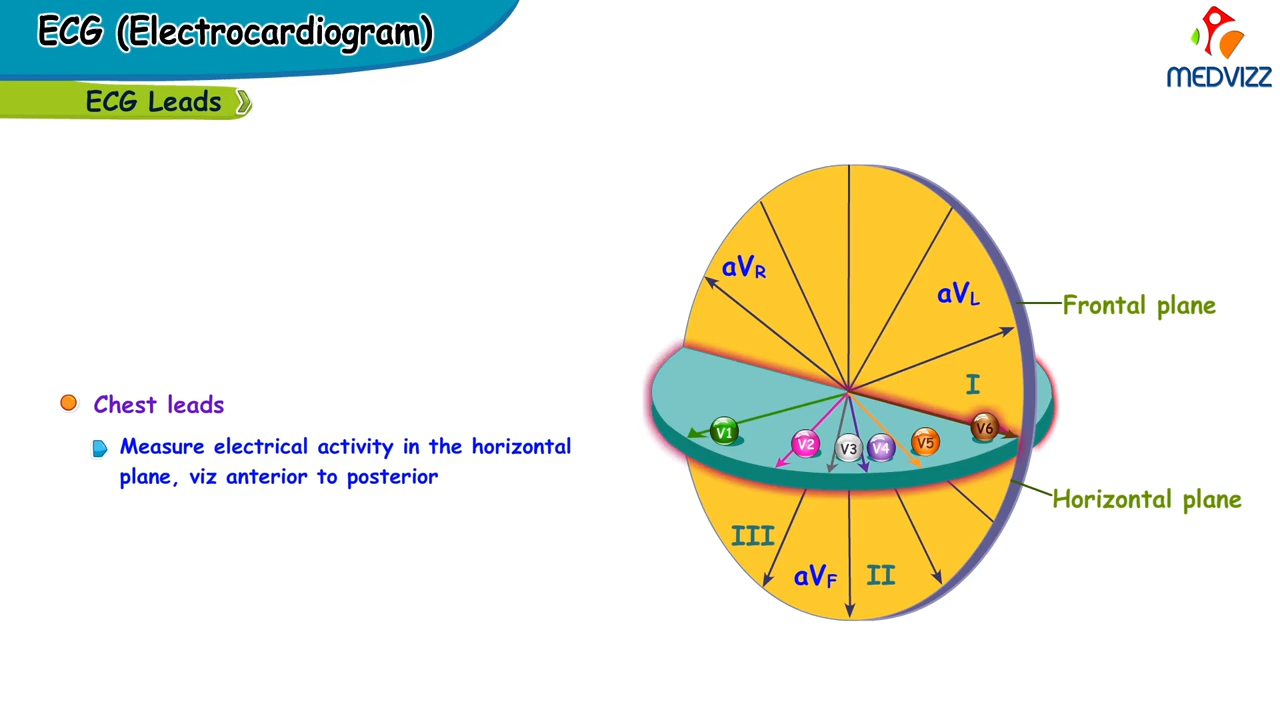 ECG (Electrocardiogram)
MEDVIZZ
ECG Leads
aVR
aVL
Frontal plane
I
Chest leads
Measure electrical activity in the horizontal
plane, viz anterior to posterior
V1
V2
V3
V4
V5
V6
Horizontal plane
III
aVF
II